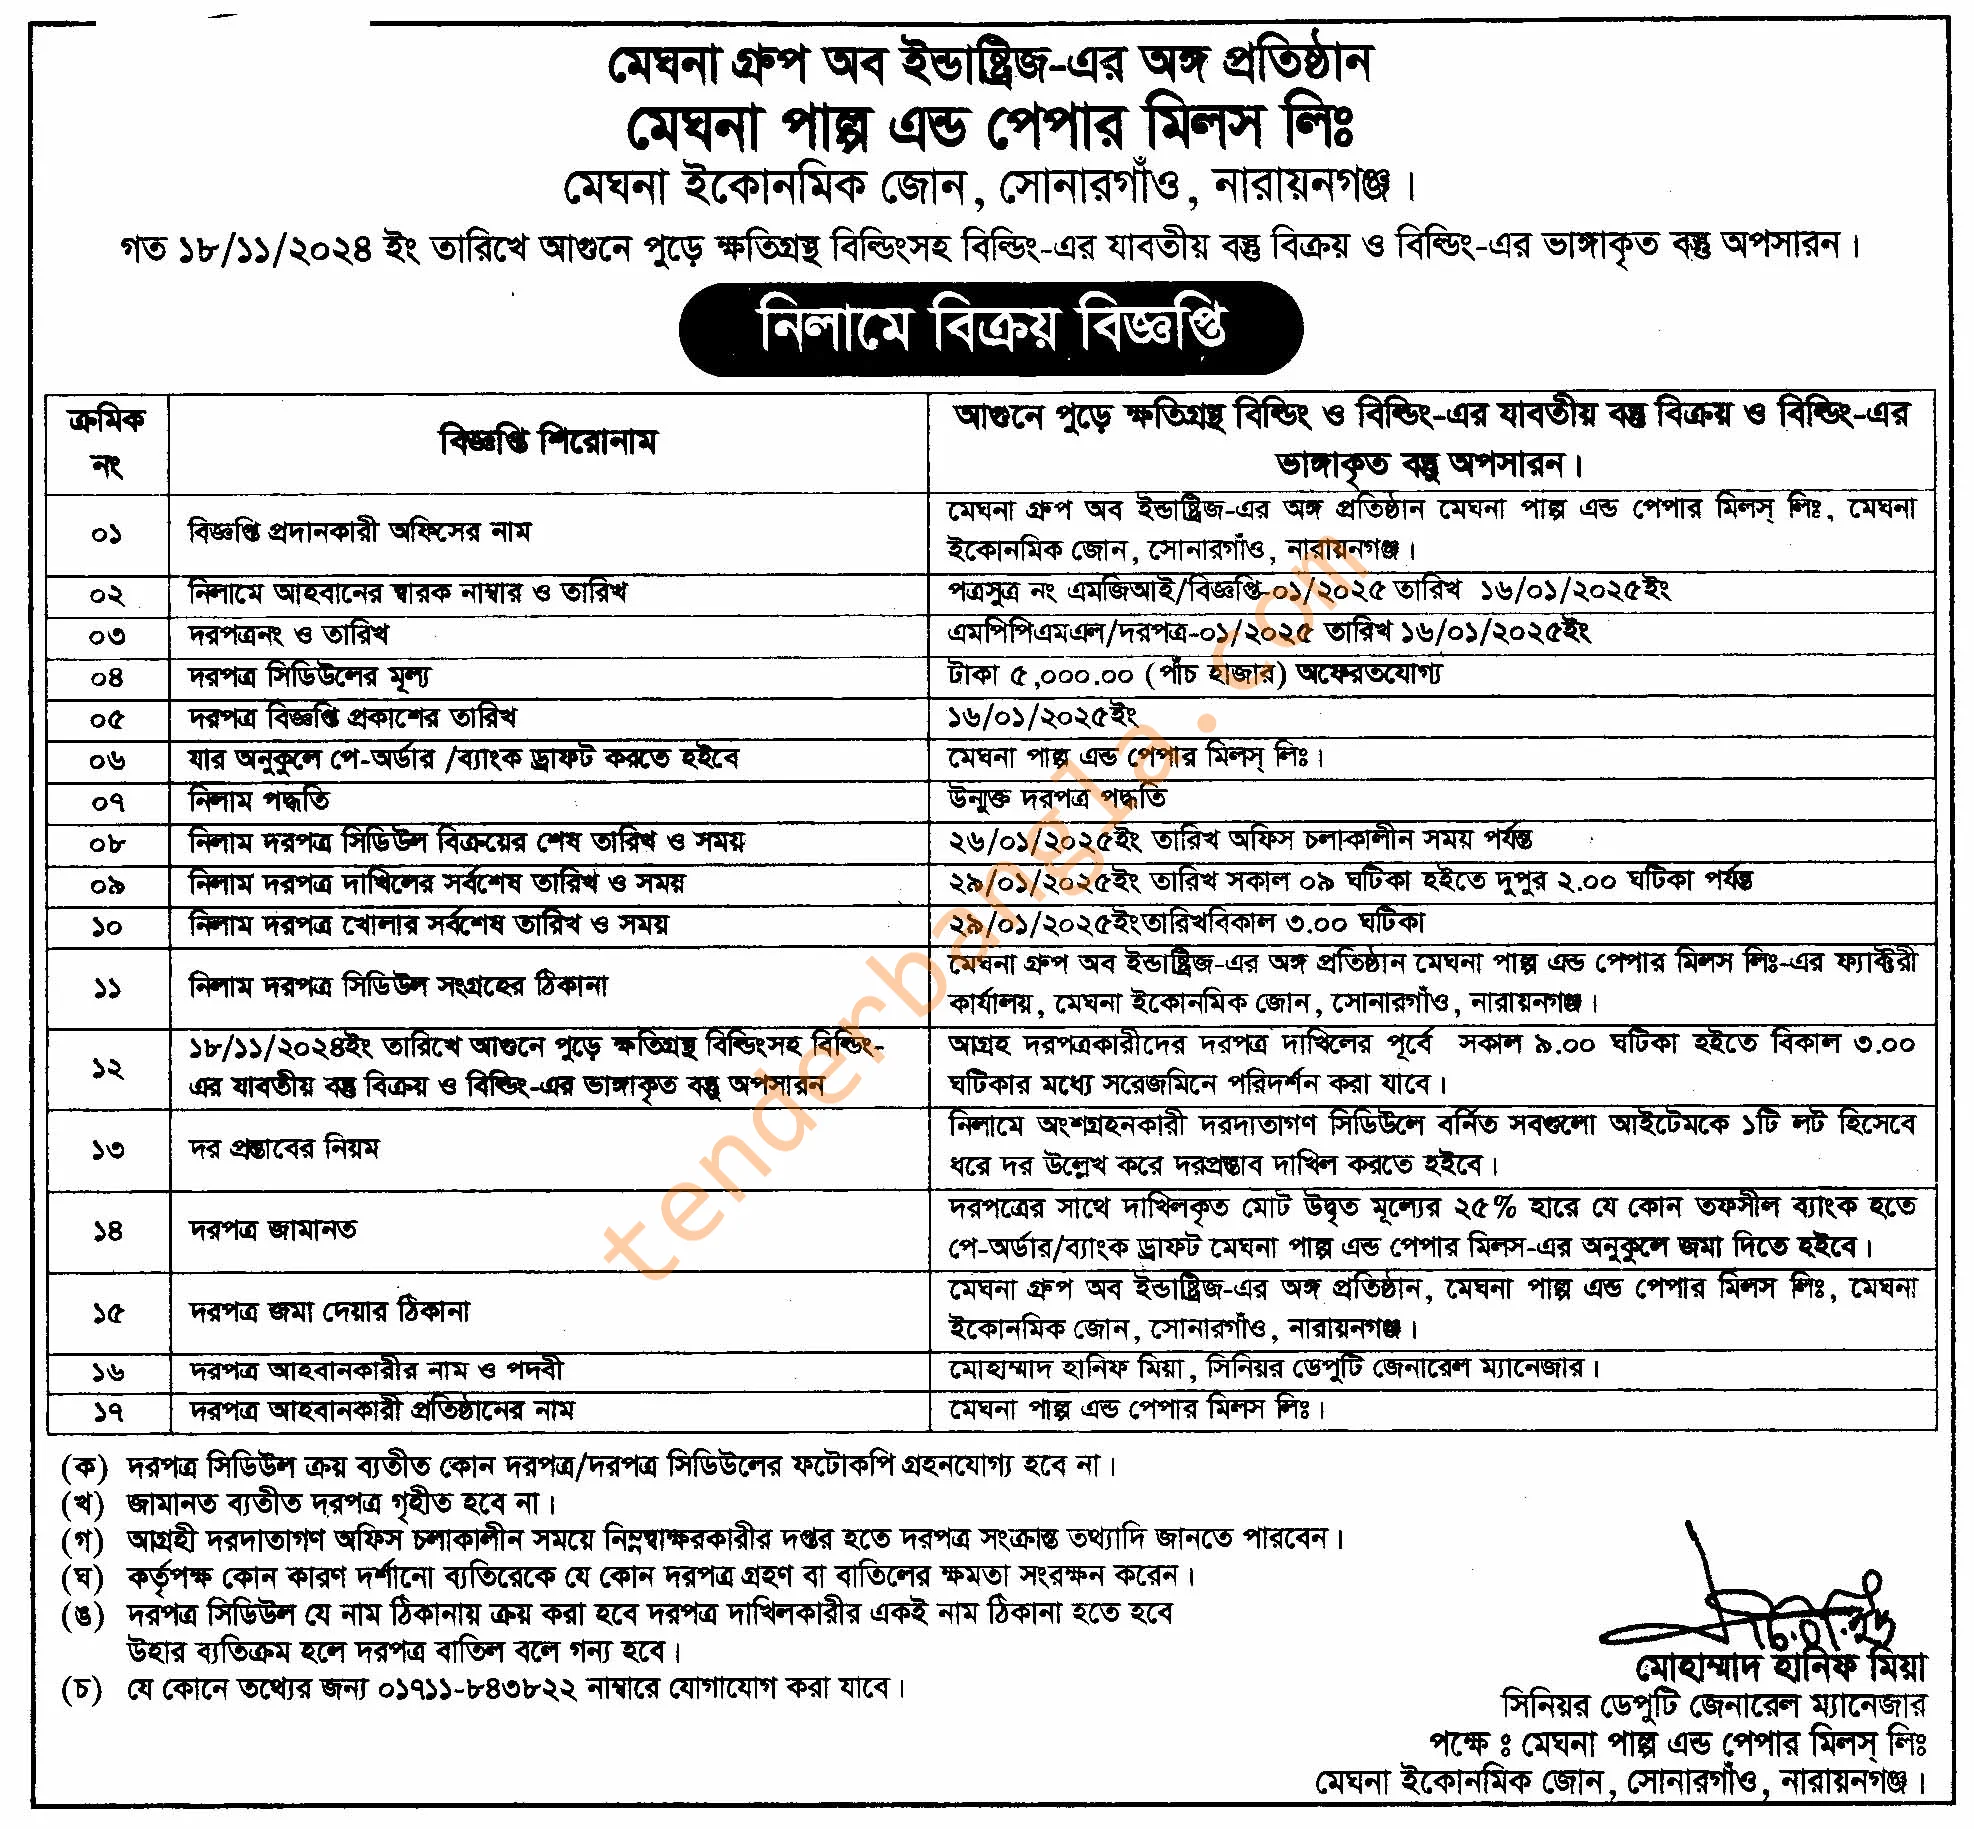 মেঘনা গ্রুপ অব ইন্ডাষ্ট্রিজ-এর অঙ্গ প্রতিষ্ঠান
মেঘনা পাল্প এন্ড পেপার মিলস লিঃ
মেঘনা ইকোনমিক জোন, সোনারগাঁও, নারায়নগঞ্জ।
গত ১৮/১১/২০২৪ ইং তারিখে আগুনে পুড়ে ক্ষতিগ্রস্থ বিল্ডিংসহ বিল্ডিং-এর যাবতীয় বস্তু বিক্রয় ও বিল্ডিং-এর ভাঙ্গাকৃত বস্তু অপসারন।
নিলামে বিক্রয় বিজ্ঞপ্তি
ক্রমিক নং
বিজ্ঞপ্তি শিরোনাম
আগুনে পুড়ে ক্ষতিগ্রস্থ বিল্ডিং ও বিল্ডিং-এর যাবতীয় বস্তু বিক্রয় ও বিল্ডিং-এর
ভাঙ্গাকৃত বস্তু অপসারন।
০১
বিজ্ঞপ্তি প্রদানকারী অফিসের নাম
মেঘনা গ্রুপ অব ইন্ডাষ্ট্রিজ-এর অঙ্গ প্রতিষ্ঠান মেঘনা পাল্প এন্ড পেপার মিলস্ লিঃ, মেঘনা
ইকোনমিক জোন, সোনারগাঁও, নারায়নগঞ্জ।
০২
নিলামে আহবানের স্বারক নাম্বার ও তারিখ
পত্রসুত্র নং এমজিআই/বিজ্ঞপ্তি-০১/২০২৫ তারিখ ১৬/০১/২০২৫ইং
০৩
দরপত্রনং ও তারিখ
এমপিপিএমএল/দরপত্র-০১/২০২৫ তারিখ ১৬/০১/২০২৫ইং
০৪
দরপত্র সিডিউলের মূল্য
টাকা ৫,০০০.০০ (পাঁচ হাজার) অফেরতযোগ্য
০৫
দরপত্র বিজ্ঞপ্তি প্রকাশের তারিখ
১৬/০১/২০২৫ইং
০৬
যার অনুকুলে পে-অর্ডার /ব্যাংক ড্রাফট করতে হইবে
মেঘনা পাল্প এন্ড পেপার মিলস্ লিঃ।
০৭
নিলাম পদ্ধতি
উন্মুক্ত দরপত্র পদ্ধতি
০৮
নিলাম দরপত্র সিডিউল বিক্রয়ের শেষ তারিখ ও সময়
২৬/০১/২০২৫ইং তারিখ অফিস চলাকালীন সময় পর্যন্ত
০৯
নিলাম দরপত্র দাখিলের সর্বশেষ তারিখ ও সময়
২৯/০১/২০২৫ইং তারিখ সকাল ০৯ ঘটিকা হইতে দুপুর ২.০০ ঘটিকা পর্যন্ত
১০
নিলাম দরপত্র খোলার সর্বশেষ তারিখ ও সময়
২৯/০১/২০২৫ইংতারিখবিকাল ৩.০০ ঘটিকা
১১
নিলাম দরপত্র সিডিউল সংগ্রহের ঠিকানা
মেঘনা গ্রুপ অব ইন্ডাষ্ট্রিজ-এর অঙ্গ প্রতিষ্ঠান মেঘনা পাল্প এন্ড পেপার মিলস লিঃ-এর ফ্যাক্টরী
কার্যালয়, মেঘনা ইকোনমিক জোন, সোনারগাঁও, নারায়নগঞ্জ।
১২
১৮/১১/২০২৪ইং তারিখে আগুনে পুড়ে ক্ষতিগ্রস্থ বিল্ডিংসহ বিল্ডিং-
এর যাবতীয় বস্তু বিক্রয় ও বিল্ডিং-এর ভাঙ্গাকৃত বস্তু অপসারন
আগ্রহ দরপত্রকারীদের দরপত্র দাখিলের পূর্বে সকাল ৯.০০ ঘটিকা হইতে বিকাল ৩.০০
ঘটিকার মধ্যে সরেজমিনে পরিদর্শন করা যাবে।
১৩
দর প্রস্তাবের নিয়ম
নিলামে অংশগ্রহনকারী দরদাতাগণ সিডিউলে বর্নিত সবগুলো আইটেমকে ১টি লট হিসেবে
ধরে দর উল্লেখ করে দরপ্রস্তাব দাখিল করতে হইবে।
১৪
দরপত্র জামানত
দরপত্রের সাথে দাখিলকৃত মোট উদ্বৃত মূল্যের ২৫% হারে যে কোন তফসীল ব্যাংক হতে
পে-অর্ডার/ব্যাংক ড্রাফট মেঘনা পাল্প এন্ড পেপার মিলস-এর অনুকুলে জমা দিতে হইবে।
১৫
দরপত্র জমা দেয়ার ঠিকানা
মেঘনা গ্রুপ অব ইন্ডাষ্ট্রিজ-এর অঙ্গ প্রতিষ্ঠান, মেঘনা পাল্প এন্ড পেপার মিলস লিঃ, মেঘনা
ইকোনমিক জোন, সোনারগাঁও, নারায়নগঞ্জ।
১৬
দরপত্র আহবানকারীর নাম ও পদবী
মোহাম্মাদ হানিফ মিয়া, সিনিয়র ডেপুটি জেনারেল ম্যানেজার।
১৭
দরপত্র আহবানকারী প্রতিষ্ঠানের নাম
মেঘনা পাল্প এন্ড পেপার মিলস লিঃ।
(ক) দরপত্র সিডিউল ক্রয় ব্যতীত কোন দরপত্র/দরপত্র সিডিউলের ফটোকপি গ্রহনযোগ্য হবে না।
(খ) জামানত ব্যতীত দরপত্র গৃহীত হবে না।
(গ) আগ্রহী দরদাতাগণ অফিস চলাকালীন সময়ে নিম্নস্বাক্ষরকারীর দপ্তর হতে দরপত্র সংক্রান্ত তথ্যাদি জানতে পারবেন।
(ঘ) কর্তৃপক্ষ কোন কারণ দর্শানো ব্যতিরেকে যে কোন দরপত্র গ্রহণ বা বাতিলের ক্ষমতা সংরক্ষন করেন।
(ঙ) দরপত্র সিডিউল যে নাম ঠিকানায় ক্রয় করা হবে দরপত্র দাখিলকারীর একই নাম ঠিকানা হতে হবে
উহার ব্যতিক্রম হলে দরপত্র বাতিল বলে গন্য হবে।
(চ) যে কোনে তথ্যের জন্য ০১৭১১-৮৪৩৮২২ নাম্বারে যোগাযোগ করা যাবে।
মোহাম্মাদ হানিফ মিয়া
সিনিয়র ডেপুটি জেনারেল ম্যানেজার
পক্ষে ঃ মেঘনা পাল্প এন্ড পেপার মিলস্ লিঃ
মেঘনা ইকোনমিক জোন, সোনারগাঁও, নারায়নগঞ্জ।
tenderbangla.com